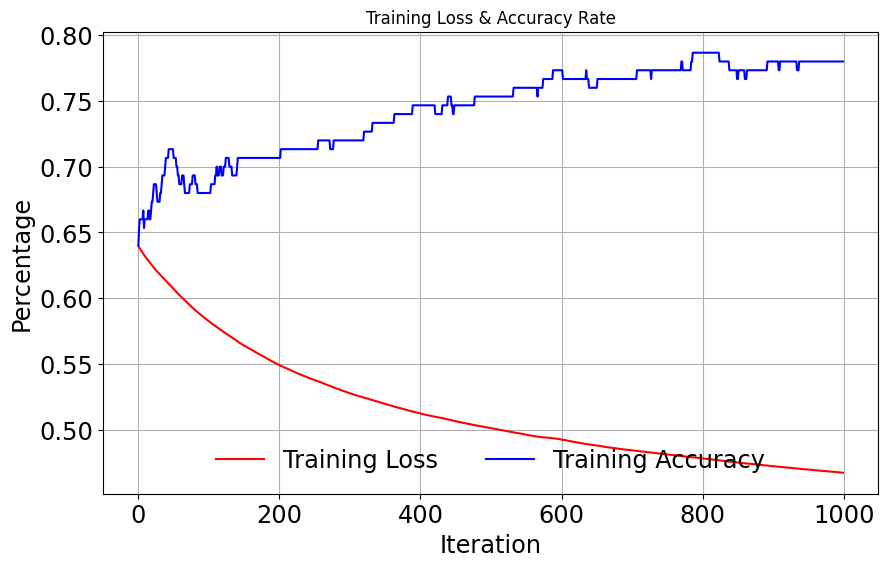 Training Loss & Accuracy Rate
0.80
0.75
0.70
0.65
0.60
0.55
0.50
Percentage
Training Loss Training Accuracy
0 200 400 600 800 1000
Iteration